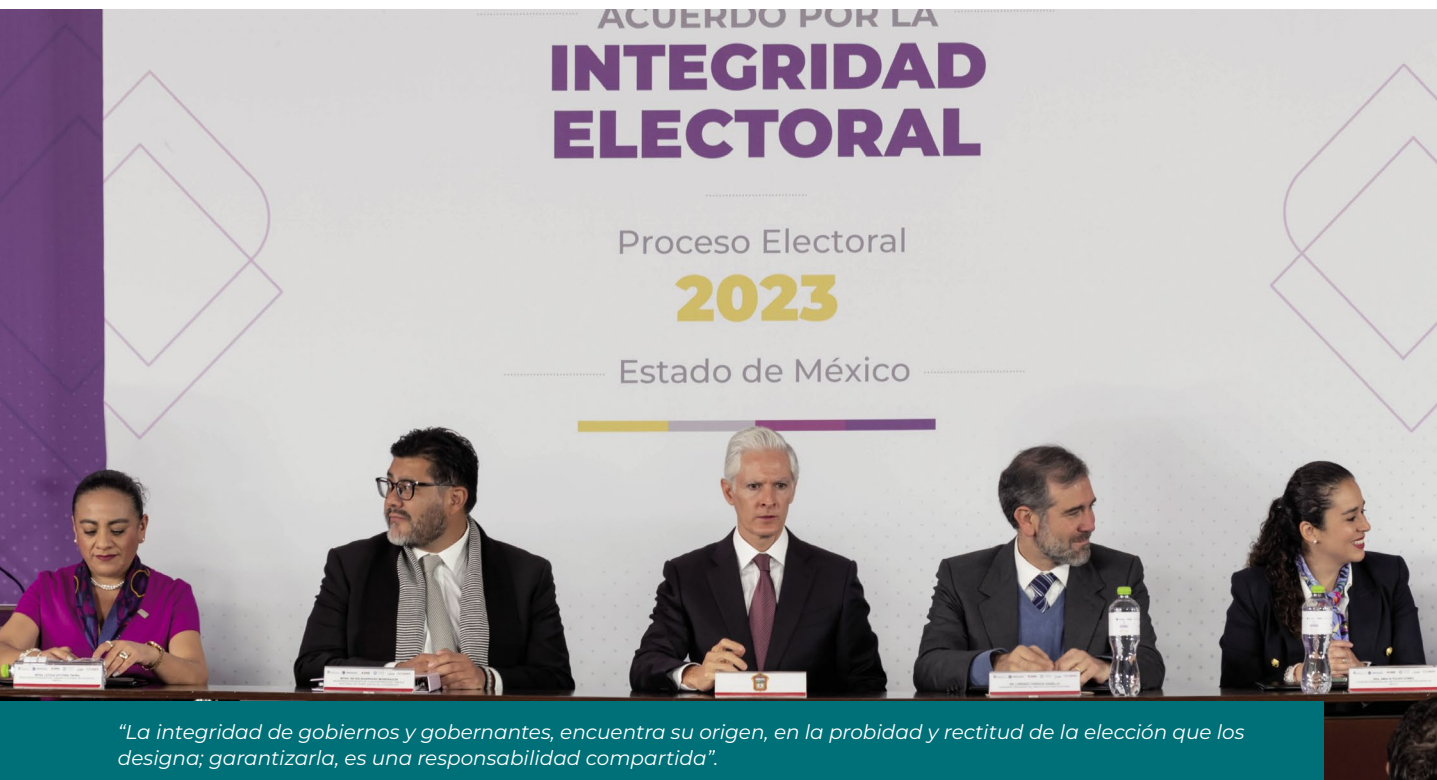 ACUERDO POR LA
INTEGRIDAD
ELECTORAL
Proceso Electoral
2023
Estado de México
“La integridad de gobiernos y gobernantes, encuentra su origen, en la probidad y rectitud de la elección que los
designa; garantizarla, es una responsabilidad compartida”.